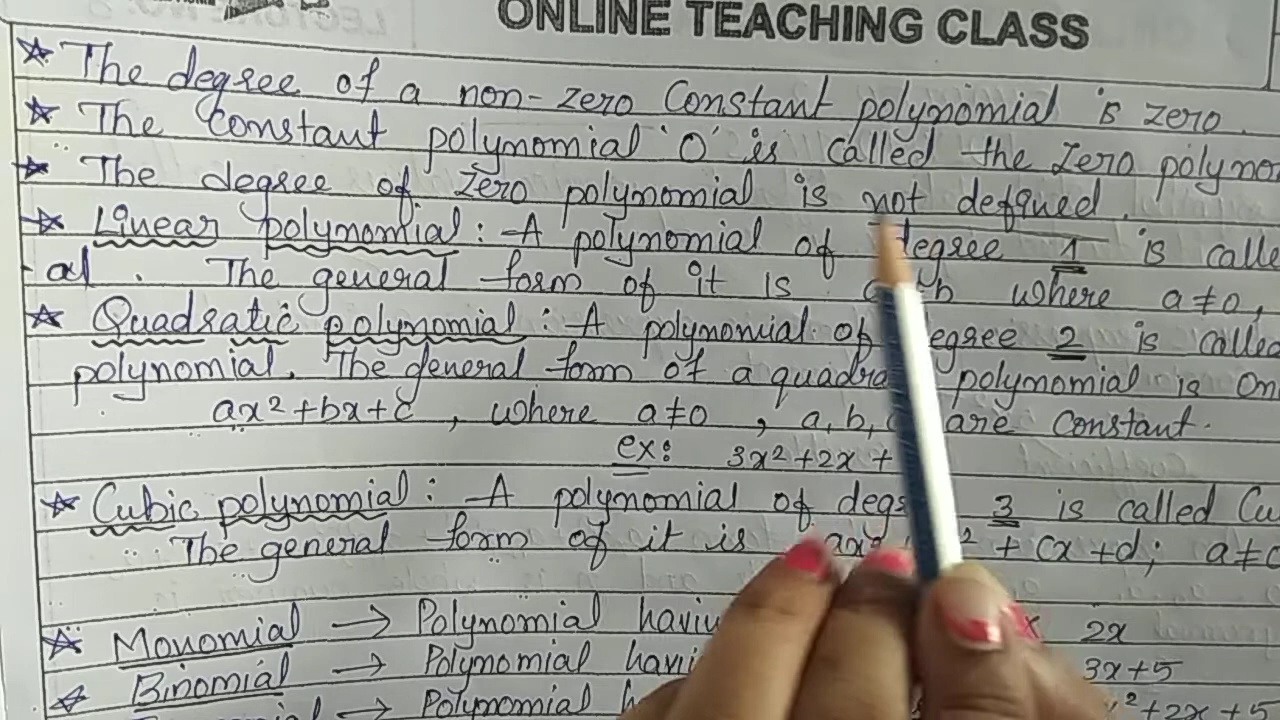 ONLINE TEACHING CLASS
The degree of a non-zero Constant polynomial is zero.
The Constant polynomial '0' is called the Zero
The degree of zero polynomial is not defined.
Linear polynomial : A polynomial of degree 1 is
al. The general form of it is where a≠0,
Quadratic polynomial : A polynomial of degree 2 is called
polynomial. The general form of a polynomial is
ax²+bx+c, where a≠0, a, b, are Constant.
ex: 3x²+2x+
Cubic polynomial : A polynomial of 3 is called
The general form of it is + cx + d; a≠
Monomial → Polynomial 2x
Binomial → Polynomial 3x+5
→ Polynomial ²+2x+5